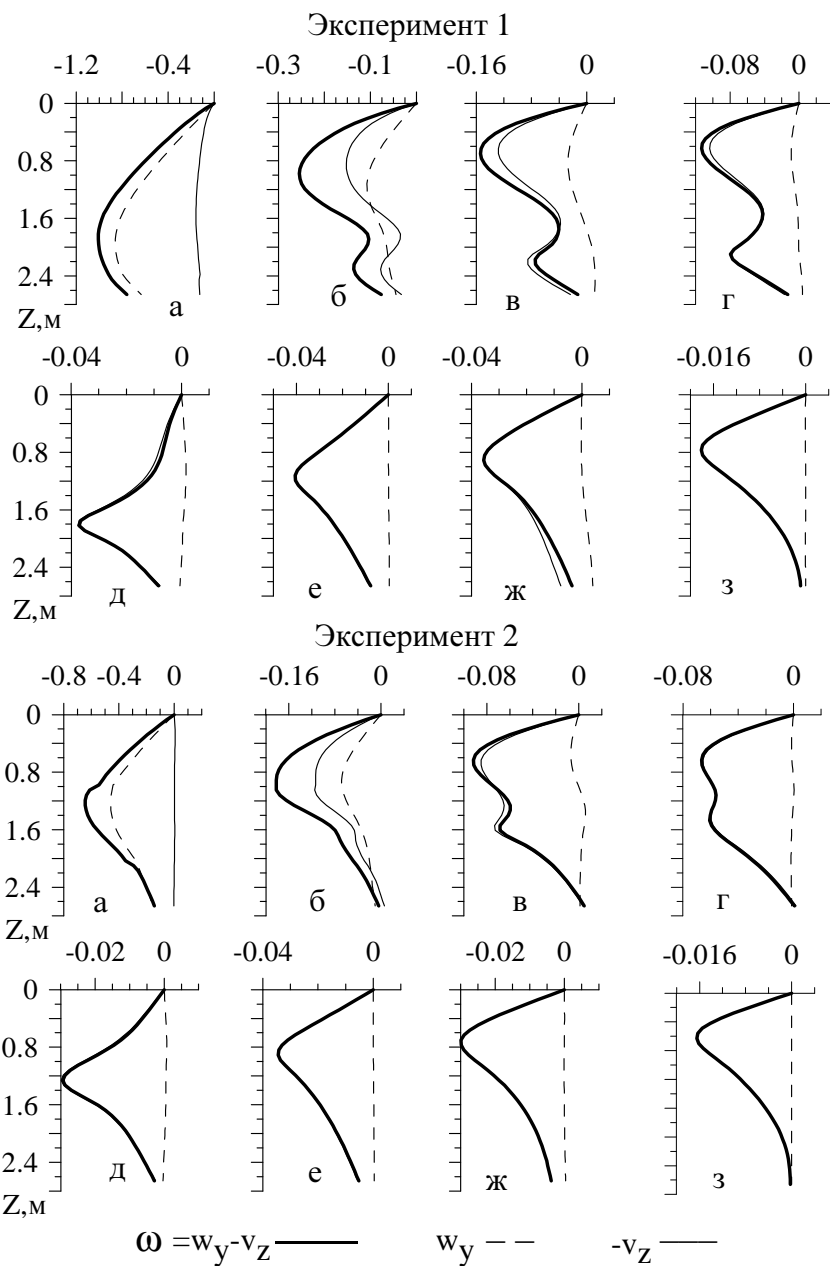 Эксперимент 1
-1.2 -0.4 -0.3 -0.1 -0.16 0 -0.08 0
0
0.8
1.6
2.4
Z,м
а б в г
-0.04 0 -0.04 0 -0.04 0 -0.016 0
0
0.8
1.6
2.4
Z,м
д е ж з
Эксперимент 2
-0.8 -0.4 0 -0.16 0 -0.08 0 -0.08 0
0
0.8
1.6
2.4
Z,м
а б в г
-0.02 0 -0.04 0 -0.02 0 -0.016 0
0
0.8
1.6
2.4
Z,м
д е ж з
ω =wy-vz wy -vz